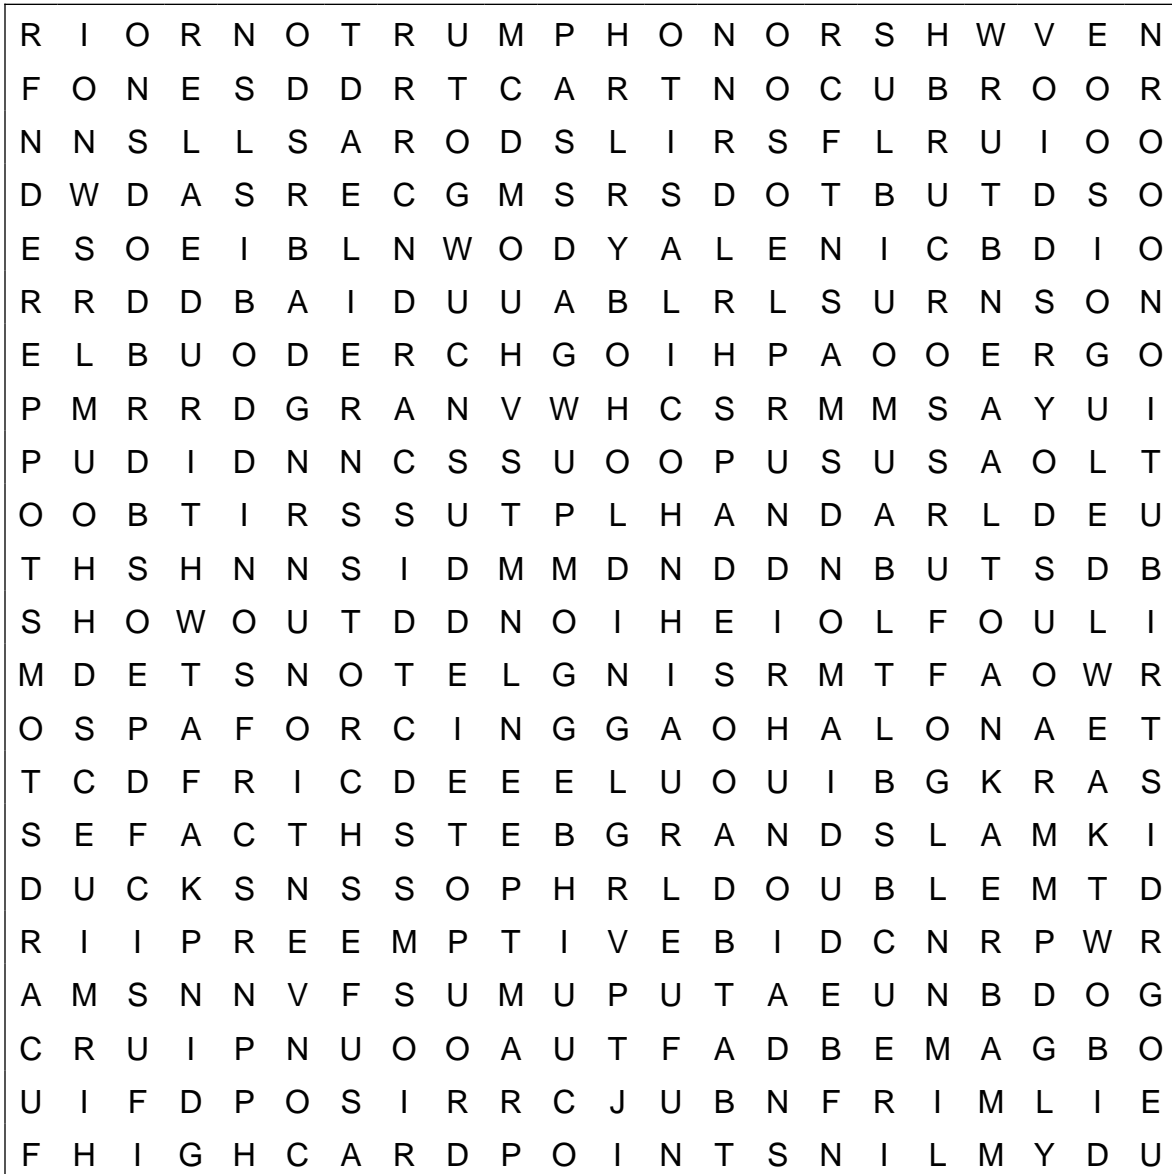 R I O R N O T R U M P H O N O R S H W V E N
F O N E S D D R T C A R T N O C U B R O O R
N N S L L S A R O D S L I R S F L R U I O O
D W D A S R E C G M S R S D O T B U T D S O
E S O E I B L N W O D Y A L E N I C B D I O
R R D D B A I D U U A B L R L S U R N S O N
E L B U O D E R C H G O I H P A O O E R G O
P M R R D G R A N V W H C S R M M S A Y U I
P U D I D N N C S S U O O P U S U S A O L T
O O B T I R S S U T P L H A N D A R L D E U
T H S H N N S I D M M D N D D N B U T S D B
S H O W O U T D D N O I H E I O L F O U L I
M D E T S N O T E L G N I S R M T F A O W R
O S P A F O R C I N G G A O H A L O N A E T
T C D F R I C D E E E L U O U I B G K R A S
S E F A C T H S T E B G R A N D S L A M K I
D U C K S N S S O P H R L D O U B L E M T D
R I I P R E E M P T I V E B I D C N R P W R
A M S N N V F S U M U P U T A E U N B D O G
C R U I P N U O O A U T F A D B E M A G B O
U I F D P O S I R R C J U B N F R I M L I E
F H I G H C A R D P O I N T S N I L M Y D U